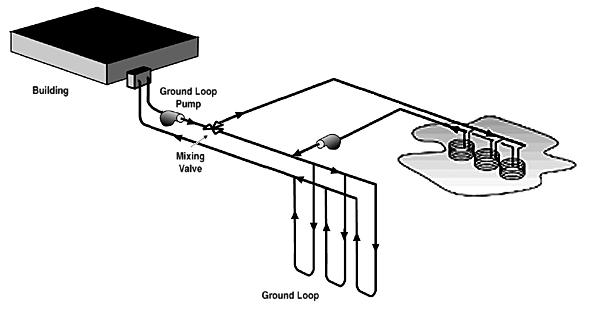 Building
Ground Loop
Pump
Mixing
Valve
Ground Loop